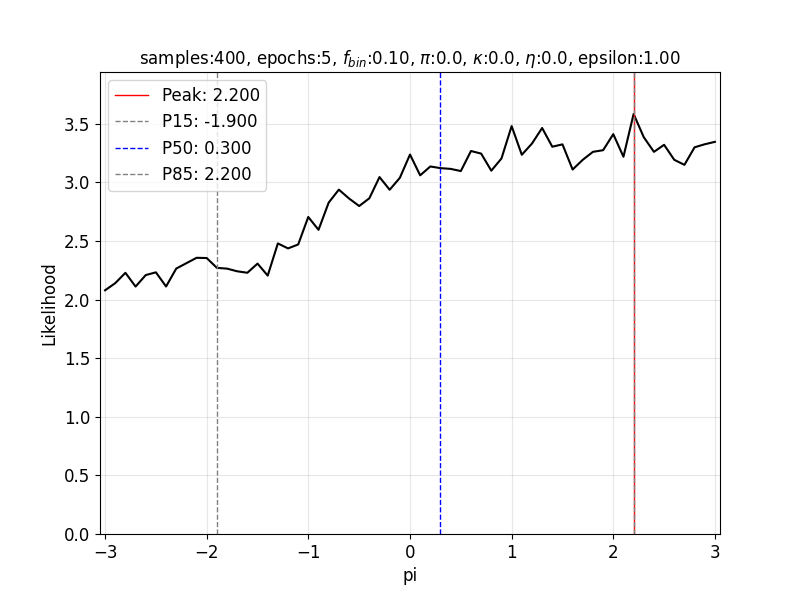 samples:400, epochs:5, f_bin:0.10, π:0.0, κ:0.0, η:0.0, epsilon:1.00
Peak: 2.200
P15: -1.900
P50: 0.300
P85: 2.200
Likelihood
3.5
3.0
2.5
2.0
1.5
1.0
0.5
0.0
−3 −2 −1 0 1 2 3
pi